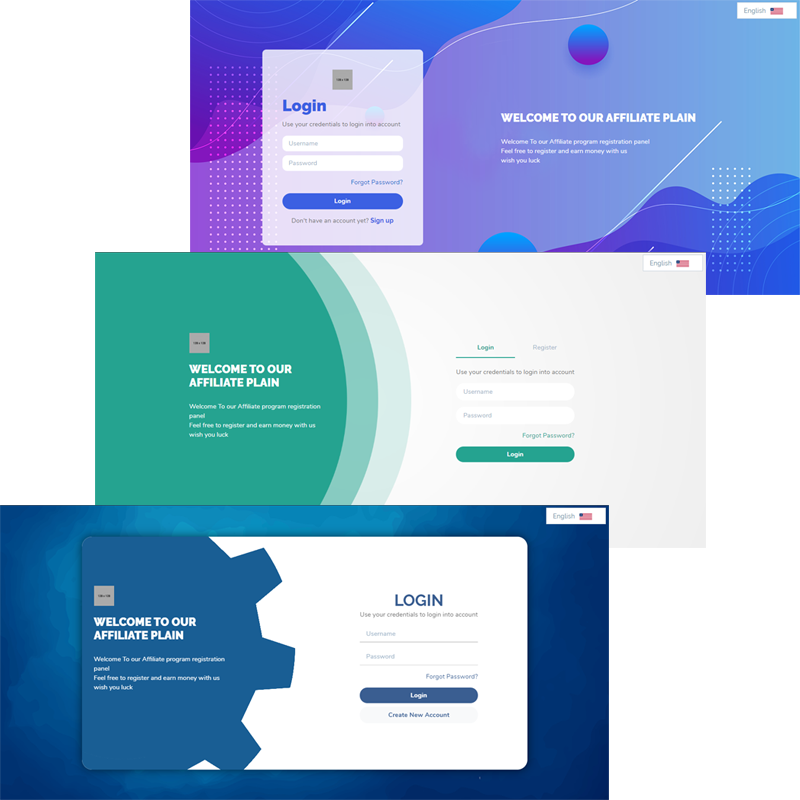 English
Login
Use your credentials to login into account
Username
Password
Forgot Password?
Login
Don't have an account yet? Sign up
WELCOME TO OUR AFFILIATE PLAIN
Welcome To our Affiliate program registration panel
Feel free to register and earn money with us
wish you luck
English
WELCOME TO OUR
AFFILIATE PLAIN
Welcome To our Affiliate program registration
panel
Feel free to register and earn money with us
wish you luck
Login Register
Use your credentials to login into account
Username
Password
Forgot Password?
Login
English
WELCOME TO OUR
AFFILIATE PLAIN
Welcome To our Affiliate program registration
panel
Feel free to register and earn money with us
wish you luck
LOGIN
Use your credentials to login into account
Username
Password
Forgot Password?
Login
Create New Account